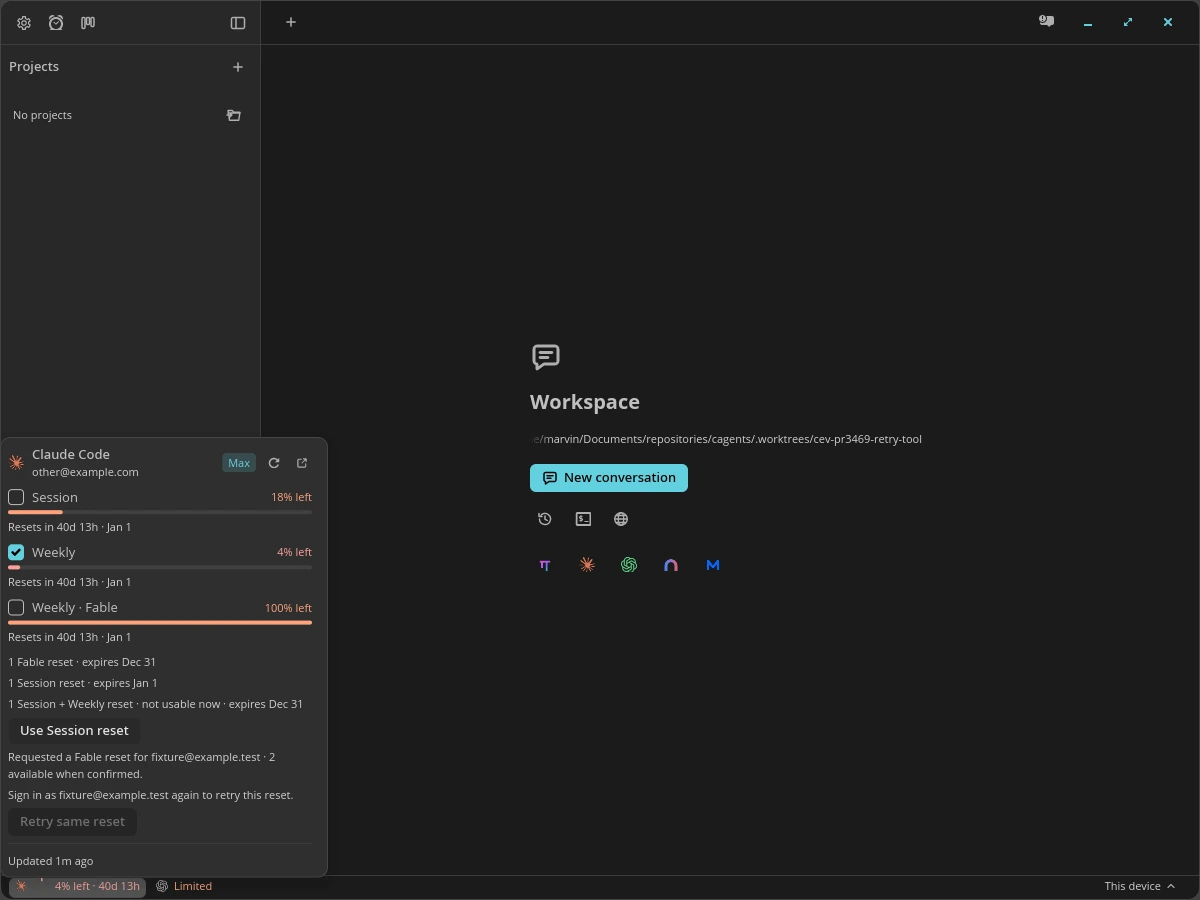 Projects
No projects
Workspace
e/marvin/Documents/repositories/cagents/.worktrees/cev-pr3469-retry-tool
New conversation
Claude Code
other@example.com
Max
Session
18% left
Resets in 40d 13h · Jan 1
Weekly
4% left
Resets in 40d 13h · Jan 1
Weekly · Fable
100% left
Resets in 40d 13h · Jan 1
1 Fable reset · expires Dec 31
1 Session reset · expires Jan 1
1 Session + Weekly reset · not usable now · expires Dec 31
Use Session reset
Requested a Fable reset for fixture@example.test · 2
available when confirmed.
Sign in as fixture@example.test again to retry this reset.
Retry same reset
Updated 1m ago
4% left · 40d 13h
Limited
This device